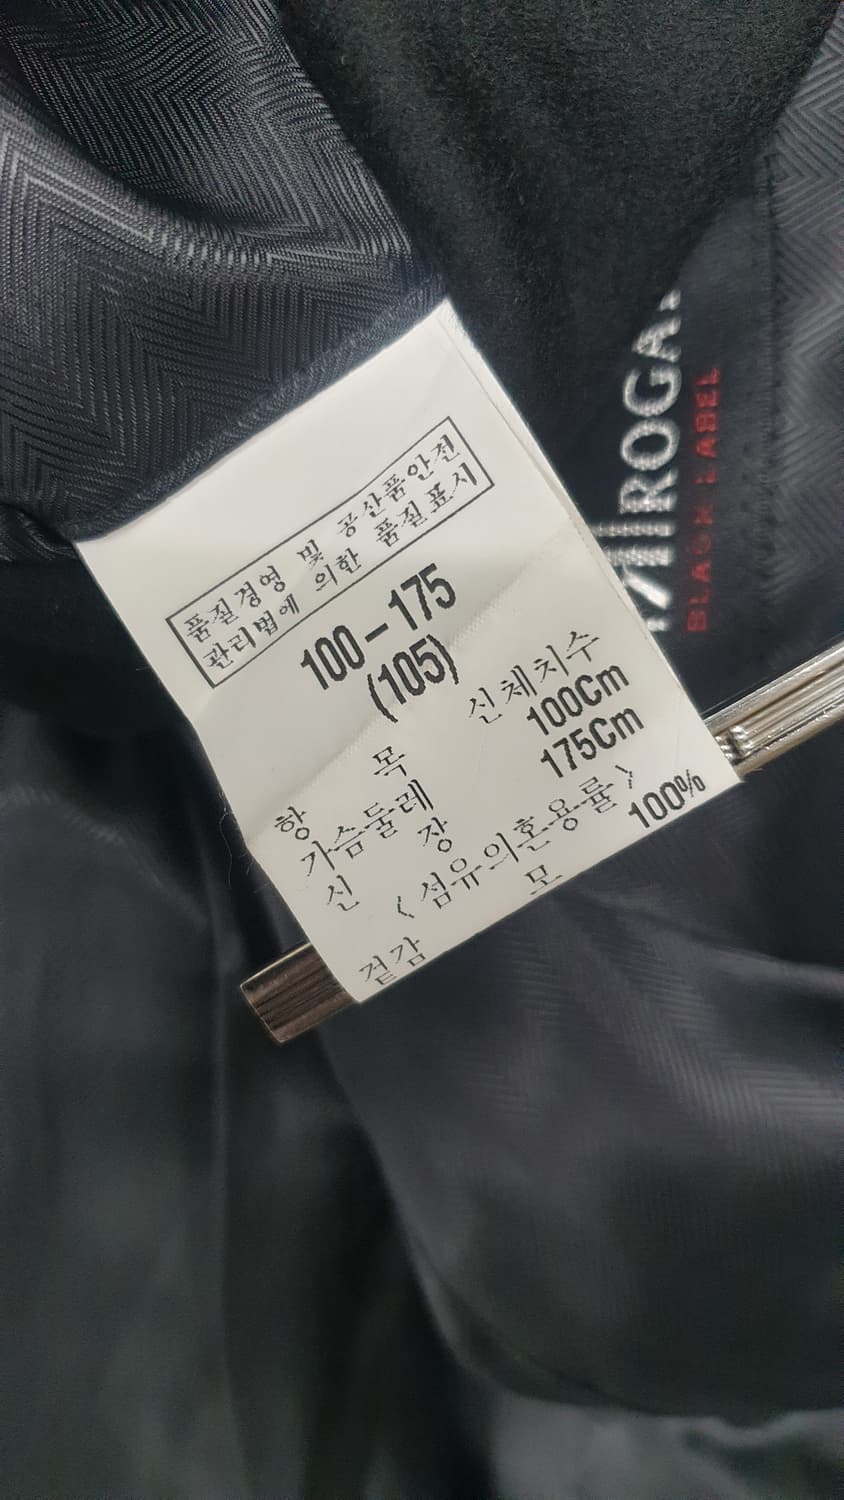 품질경영 및 공산품안전
관리법에 의한 품질표시
100-175
(105)
항 목 신체치수
가슴둘레 100Cm
신 장 175Cm
〈섬유의혼용률〉
겉감 모 100%
BLACK LABEL